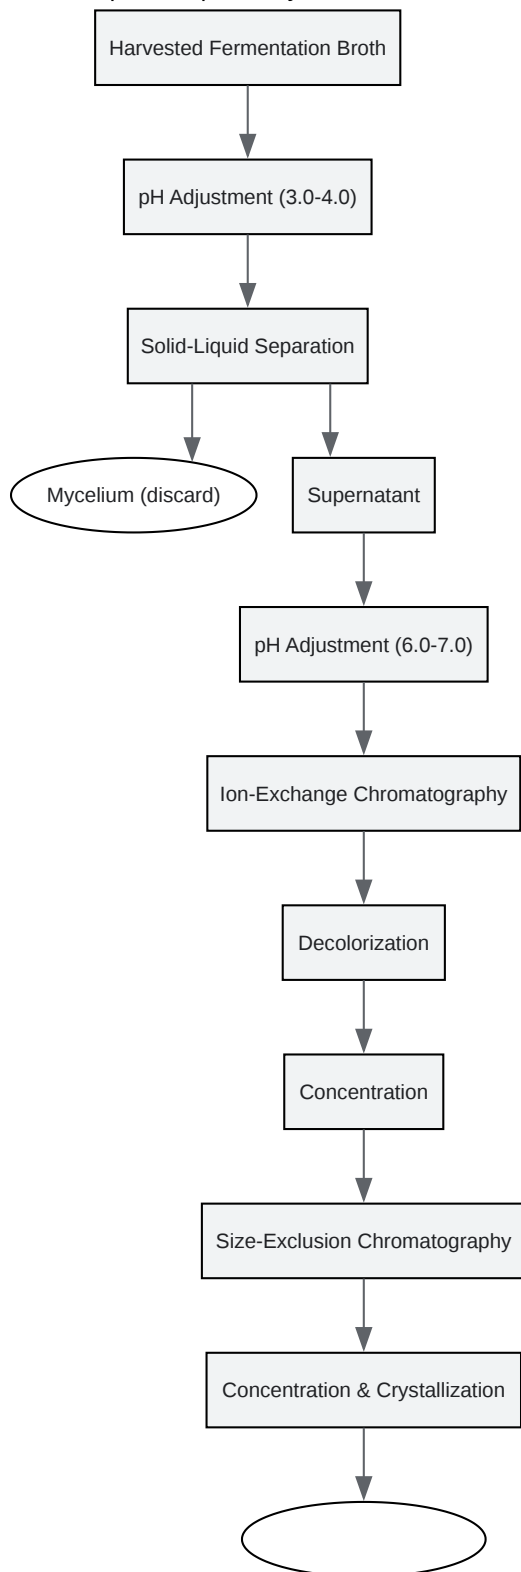 Harvested Fermentation Broth
pH Adjustment (3.0-4.0)
Solid-Liquid Separation
Mycelium (discard)
Supernatant
pH Adjustment (6.0-7.0)
Ion-Exchange Chromatography
Decolorization
Concentration
Size-Exclusion Chromatography
Concentration & Crystallization